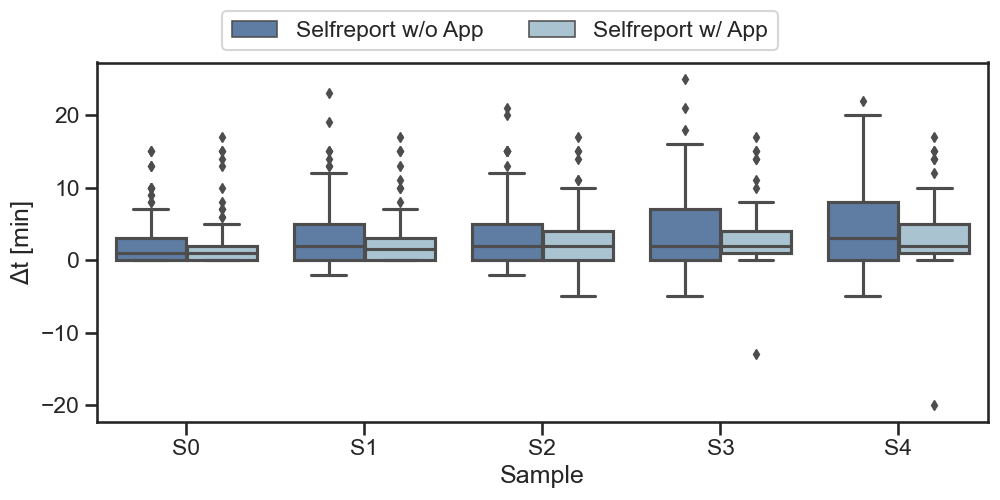 Selfreport w/o App
Selfreport w/ App
20
10
0
−10
−20
Δt [min]
S0
S1
S2
S3
S4
Sample